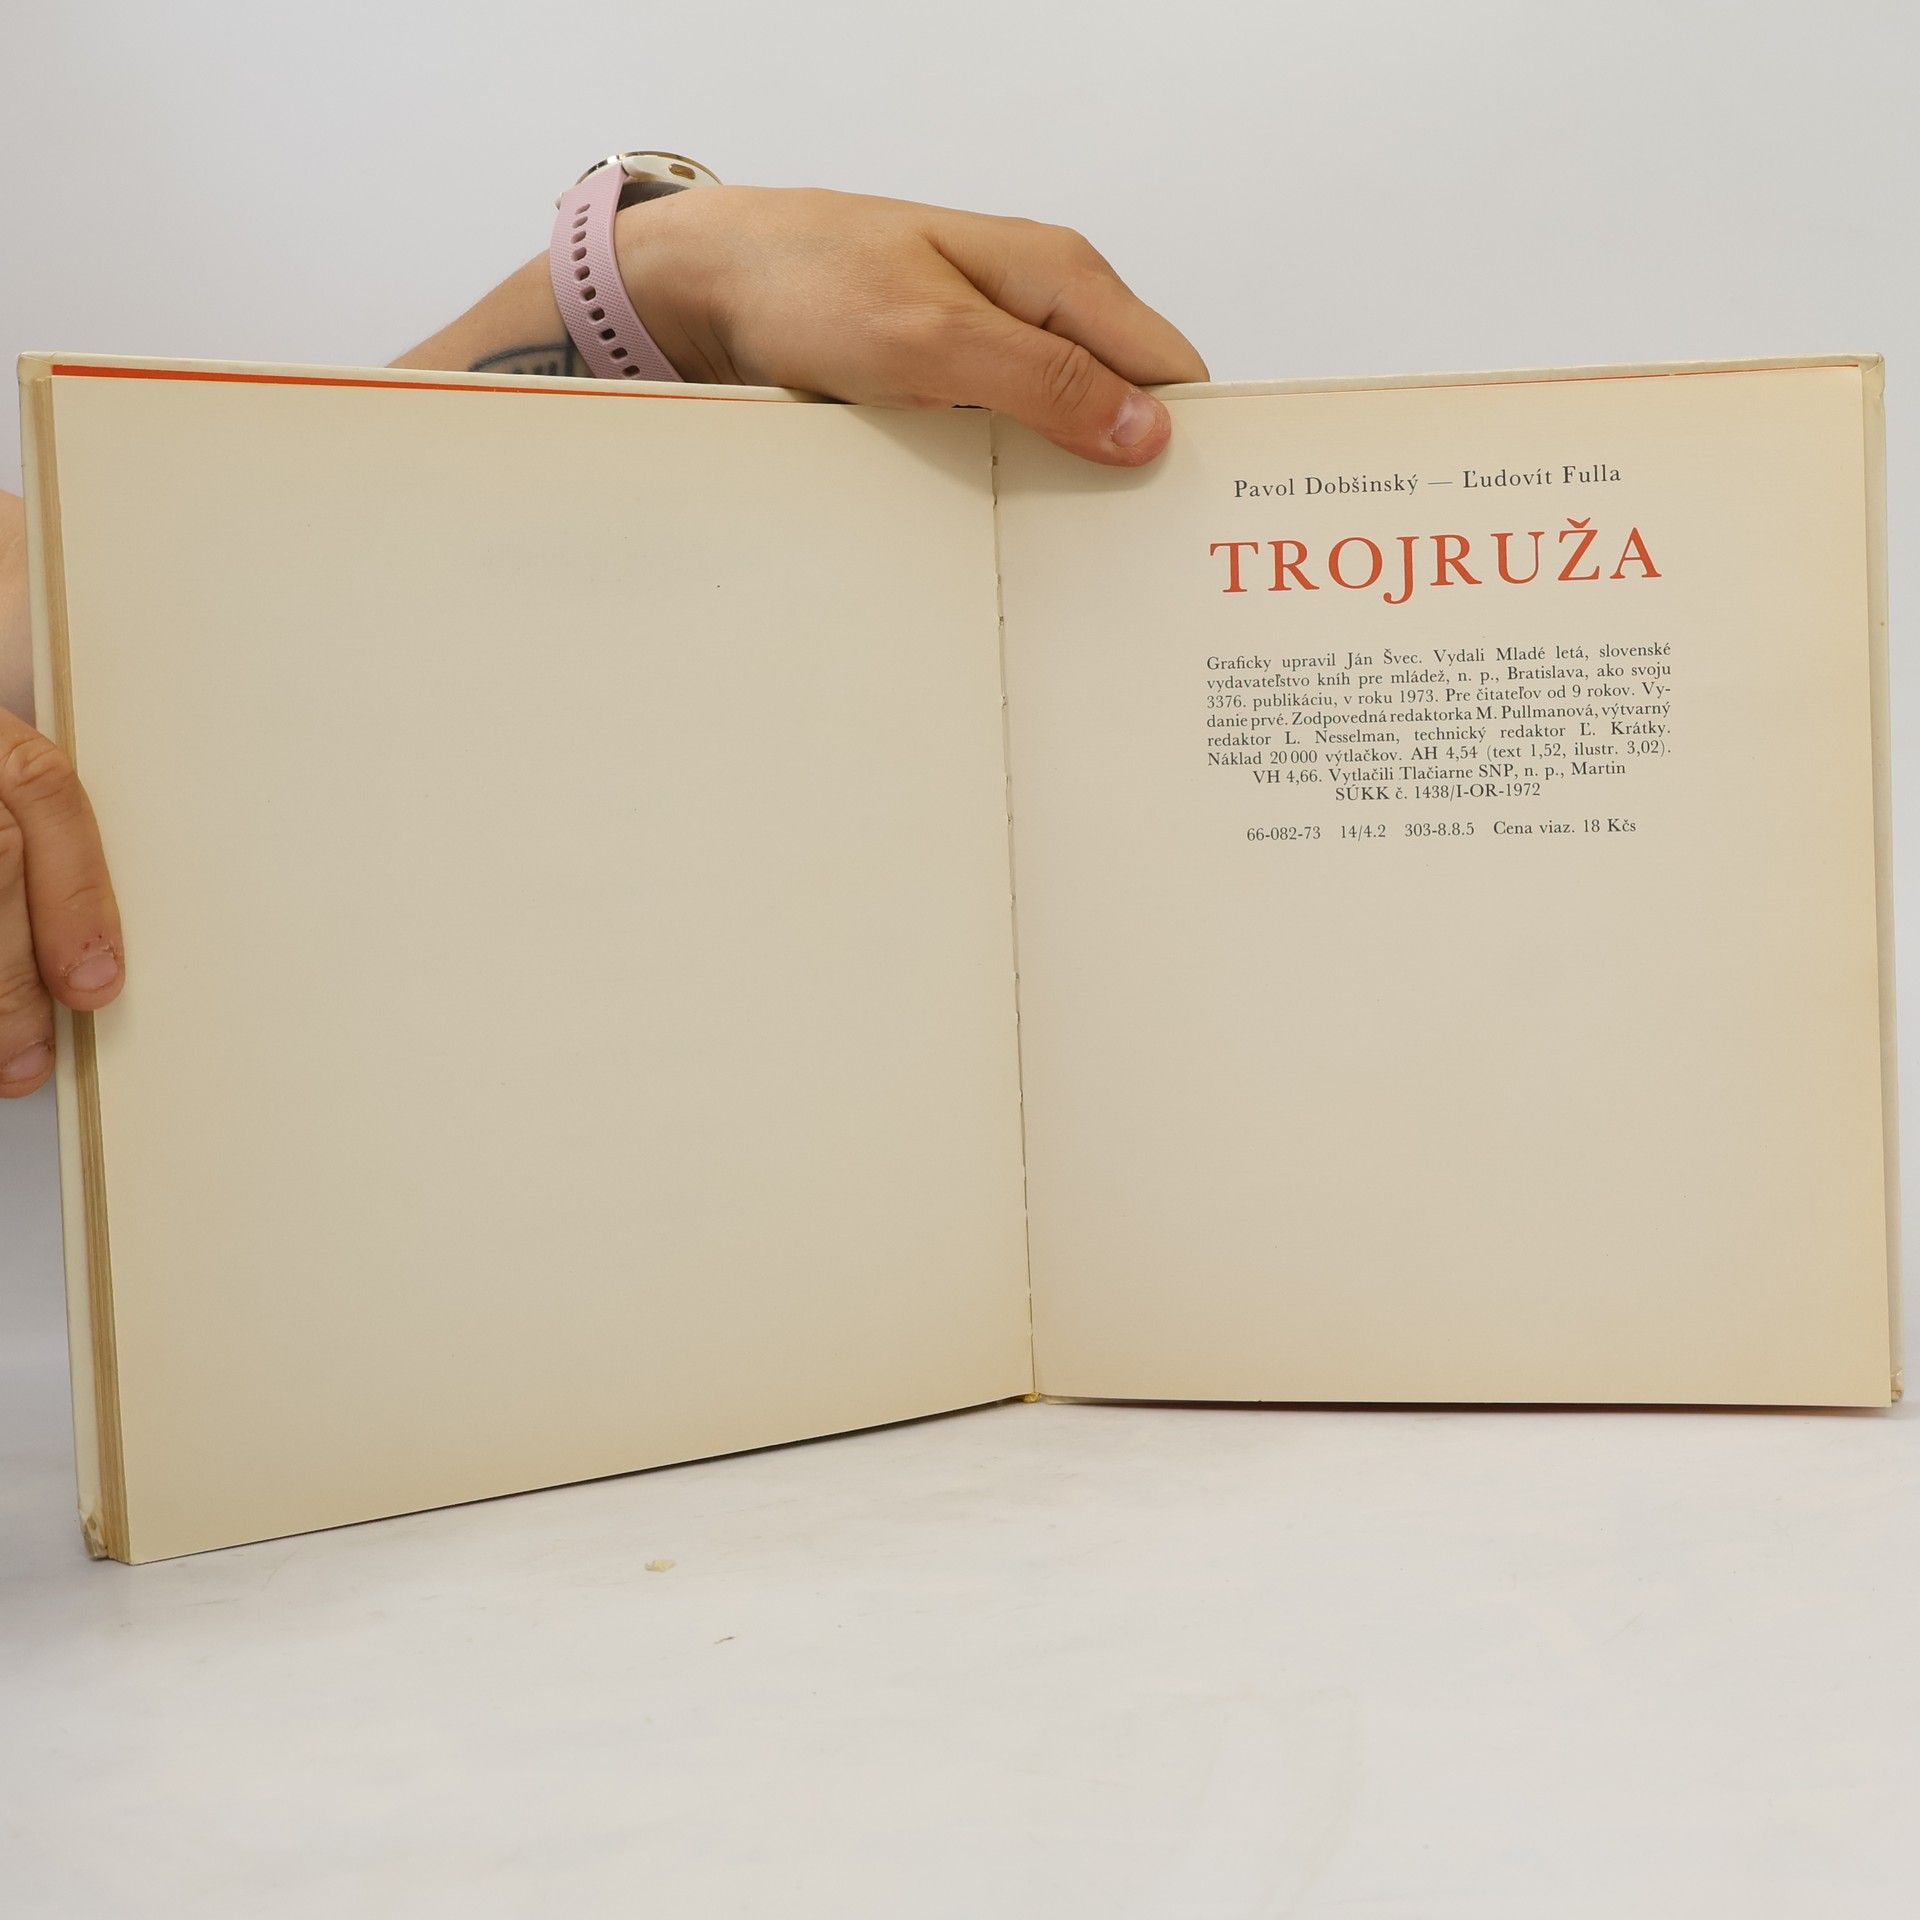 Pavol Dobšinský — Ľudovít Fulla
TROJRUŽA
Graficky upravil Ján Švec. Vydali Mladé letá, slovenské
vydavateľstvo kníh pre mládež, n. p., Bratislava, ako svoju
3376. publikáciu, v roku 1973. Pre čitateľov od 9 rokov. Vy-
danie prvé. Zodpovedná redaktorka M. Pullmanová, výtvarný
redaktor L. Nesselman, technický redaktor Ľ. Krátky.
Náklad 20 000 výtlačkov. AH 4,54 (text 1,52, ilustr. 3,02).
VH 4,66. Vytlačili Tlačiarne SNP, n. p., Martin
SÚKK č. 1438/I-OR-1972
66-082-73 14/4.2 303-8.8.5 Cena viaz. 18 Kčs